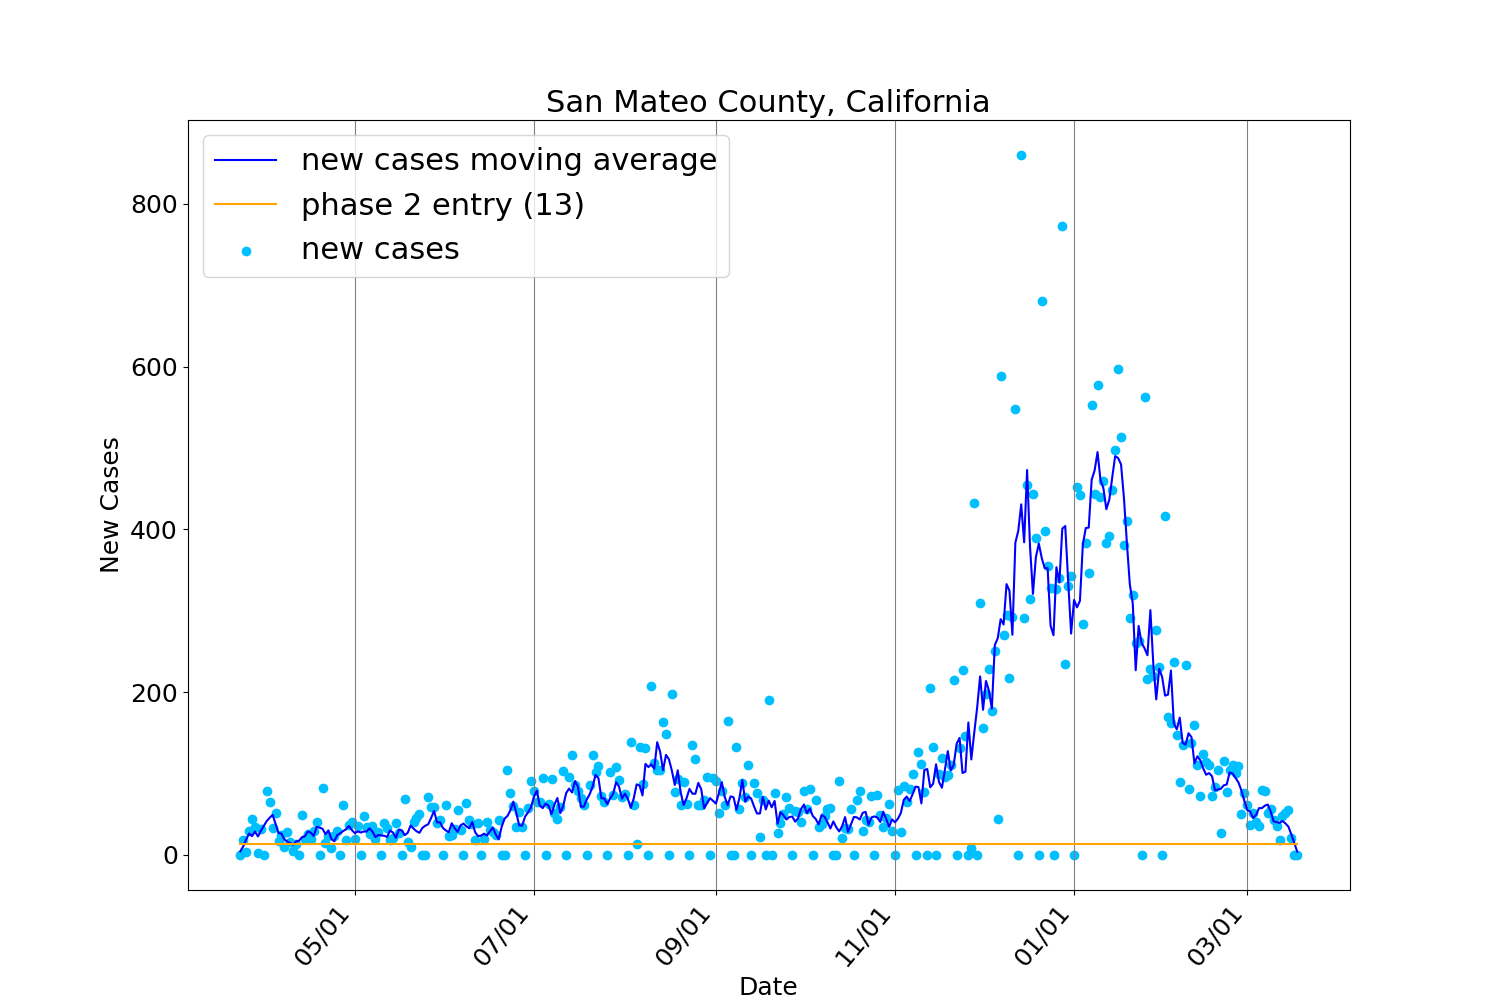 San Mateo County, California
new cases moving average
phase 2 entry (13)
new cases
New Cases
800
600
400
200
0
05/01
07/01
09/01
11/01
01/01
03/01
Date